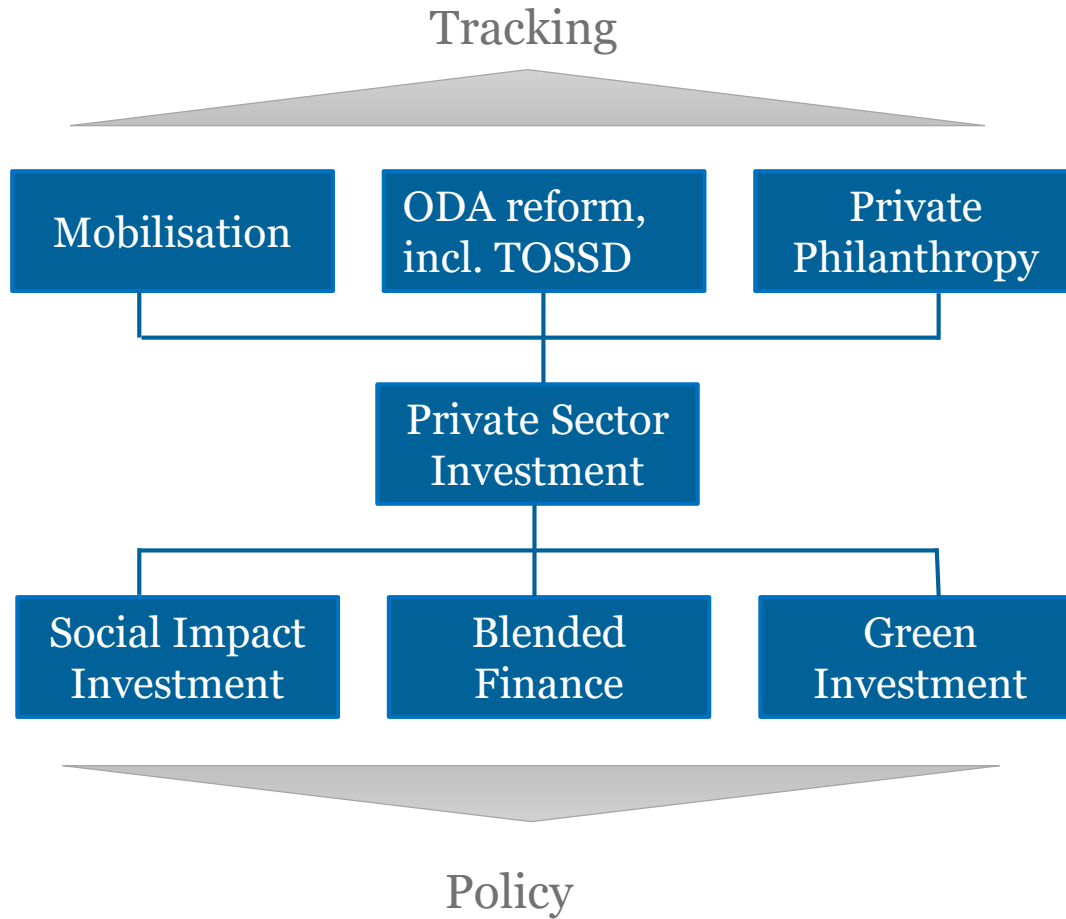 Tracking
Mobilisation
ODA reform,
incl. TOSSD
Private
Philanthropy
Private Sector
Investment
Social Impact
Investment
Blended
Finance
Green
Investment
Policy